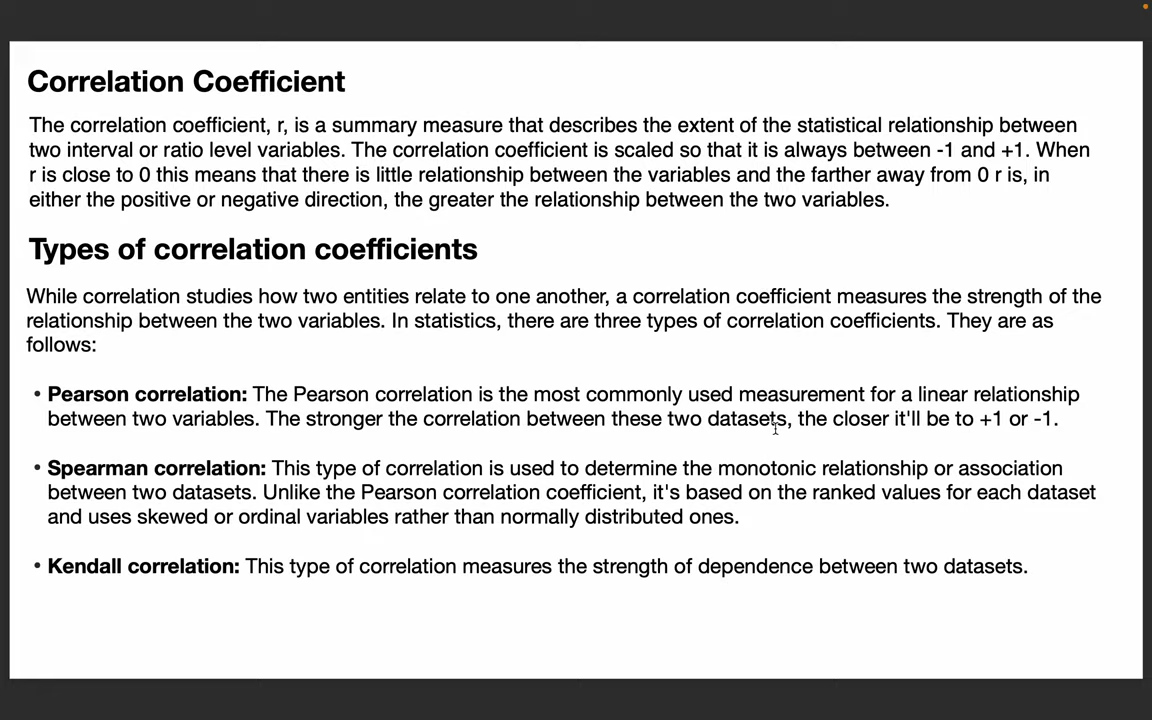 Correlation Coefficient
The correlation coefficient, r, is a summary measure that describes the extent of the statistical relationship between
two interval or ratio level variables. The correlation coefficient is scaled so that it is always between -1 and +1. When
r is close to 0 this means that there is little relationship between the variables and the farther away from 0 r is, in
either the positive or negative direction, the greater the relationship between the two variables.
Types of correlation coefficients
While correlation studies how two entities relate to one another, a correlation coefficient measures the strength of the
relationship between the two variables. In statistics, there are three types of correlation coefficients. They are as
follows:
• Pearson correlation: The Pearson correlation is the most commonly used measurement for a linear relationship
between two variables. The stronger the correlation between these two datasets, the closer it'll be to +1 or -1.
• Spearman correlation: This type of correlation is used to determine the monotonic relationship or association
between two datasets. Unlike the Pearson correlation coefficient, it's based on the ranked values for each dataset
and uses skewed or ordinal variables rather than normally distributed ones.
• Kendall correlation: This type of correlation measures the strength of dependence between two datasets.